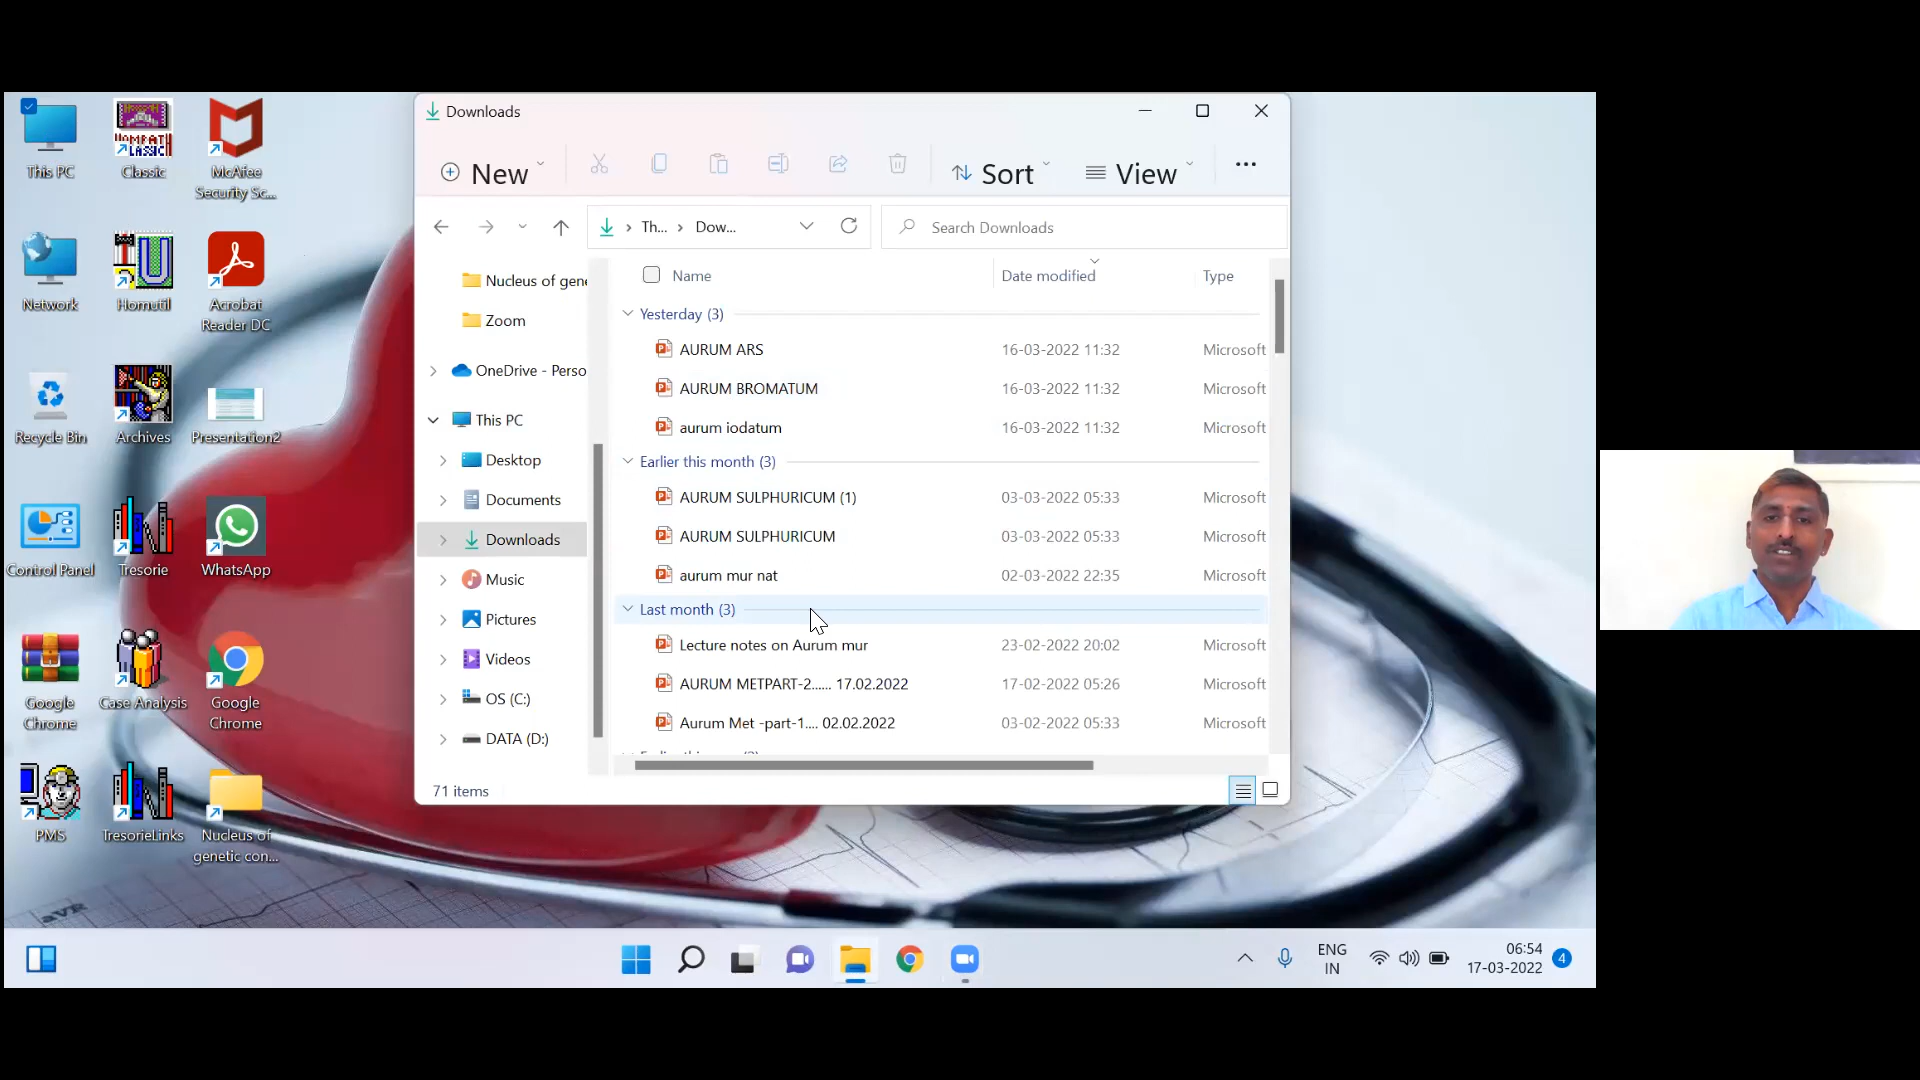 This PC
Classic
McAfee
Security Sc...
Network
Homutil
Acrobat
Reader DC
Recycle Bin
Archives
Presentation2
Control Panel
Tresorie
WhatsApp
Google
Chrome
Case Analysis
Google
Chrome
PMS
TresorieLinks
Nucleus of
genetic con...
Downloads
New
Sort
View
Th...
Dow...
Search Downloads
Nucleus of gene
Zoom
OneDrive - Perso
This PC
Desktop
Documents
Downloads
Music
Pictures
Videos
OS (C:)
DATA (D:)
Name Date modified Type
Yesterday (3)
AURUM ARS 16-03-2022 11:32 Microsoft
AURUM BROMATUM 16-03-2022 11:32 Microsoft
aurum iodatum 16-03-2022 11:32 Microsoft
Earlier this month (3)
AURUM SULPHURICUM (1) 03-03-2022 05:33 Microsoft
AURUM SULPHURICUM 03-03-2022 05:33 Microsoft
aurum mur nat 02-03-2022 22:35 Microsoft
Last month (3)
Lecture notes on Aurum mur 23-02-2022 20:02 Microsoft
AURUM METPART-2...... 17.02.2022 17-02-2022 05:26 Microsoft
Aurum Met -part-1.... 02.02.2022 03-02-2022 05:33 Microsoft
71 items
aVR
ENG
IN
06:54
17-03-2022
4